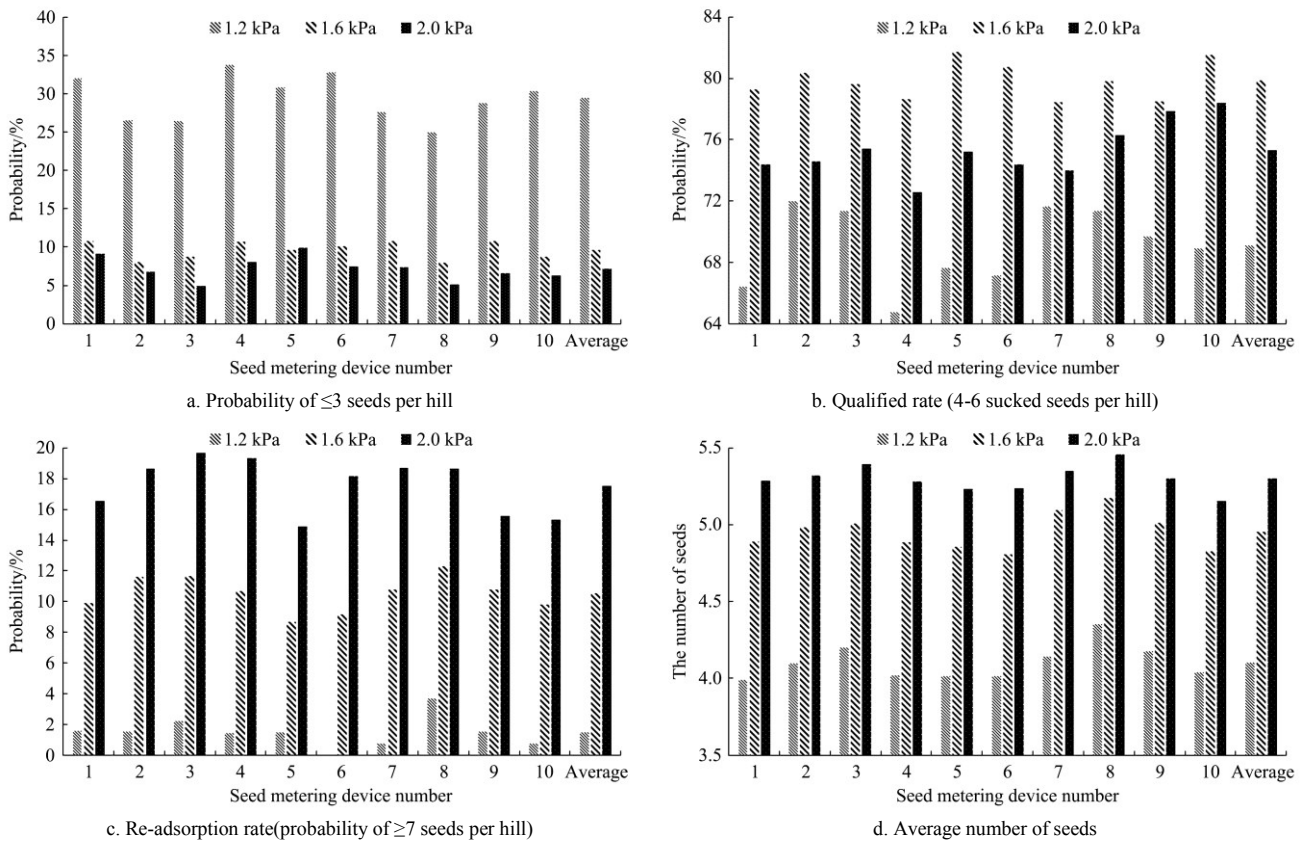 1.2 kPa 1.6 kPa 2.0 kPa
40
35
30
25
20
15
10
5
0
Probability/%
1 2 3 4 5 6 7 8 9 10 Average
Seed metering device number
a. Probability of ≤3 seeds per hill
1.2 kPa 1.6 kPa 2.0 kPa
84
80
76
72
68
64
Probability/%
1 2 3 4 5 6 7 8 9 10 Average
Seed metering device number
b. Qualified rate (4-6 sucked seeds per hill)
1.2 kPa 1.6 kPa 2.0 kPa
20
18
16
14
12
10
8
6
4
2
0
Probability/%
1 2 3 4 5 6 7 8 9 10 Average
Seed metering device number
c. Re-adsorption rate(probability of ≥7 seeds per hill)
1.2 kPa 1.6 kPa 2.0 kPa
5.5
5.0
4.5
4.0
3.5
The number of seeds
1 2 3 4 5 6 7 8 9 10 Average
Seed metering device number
d. Average number of seeds